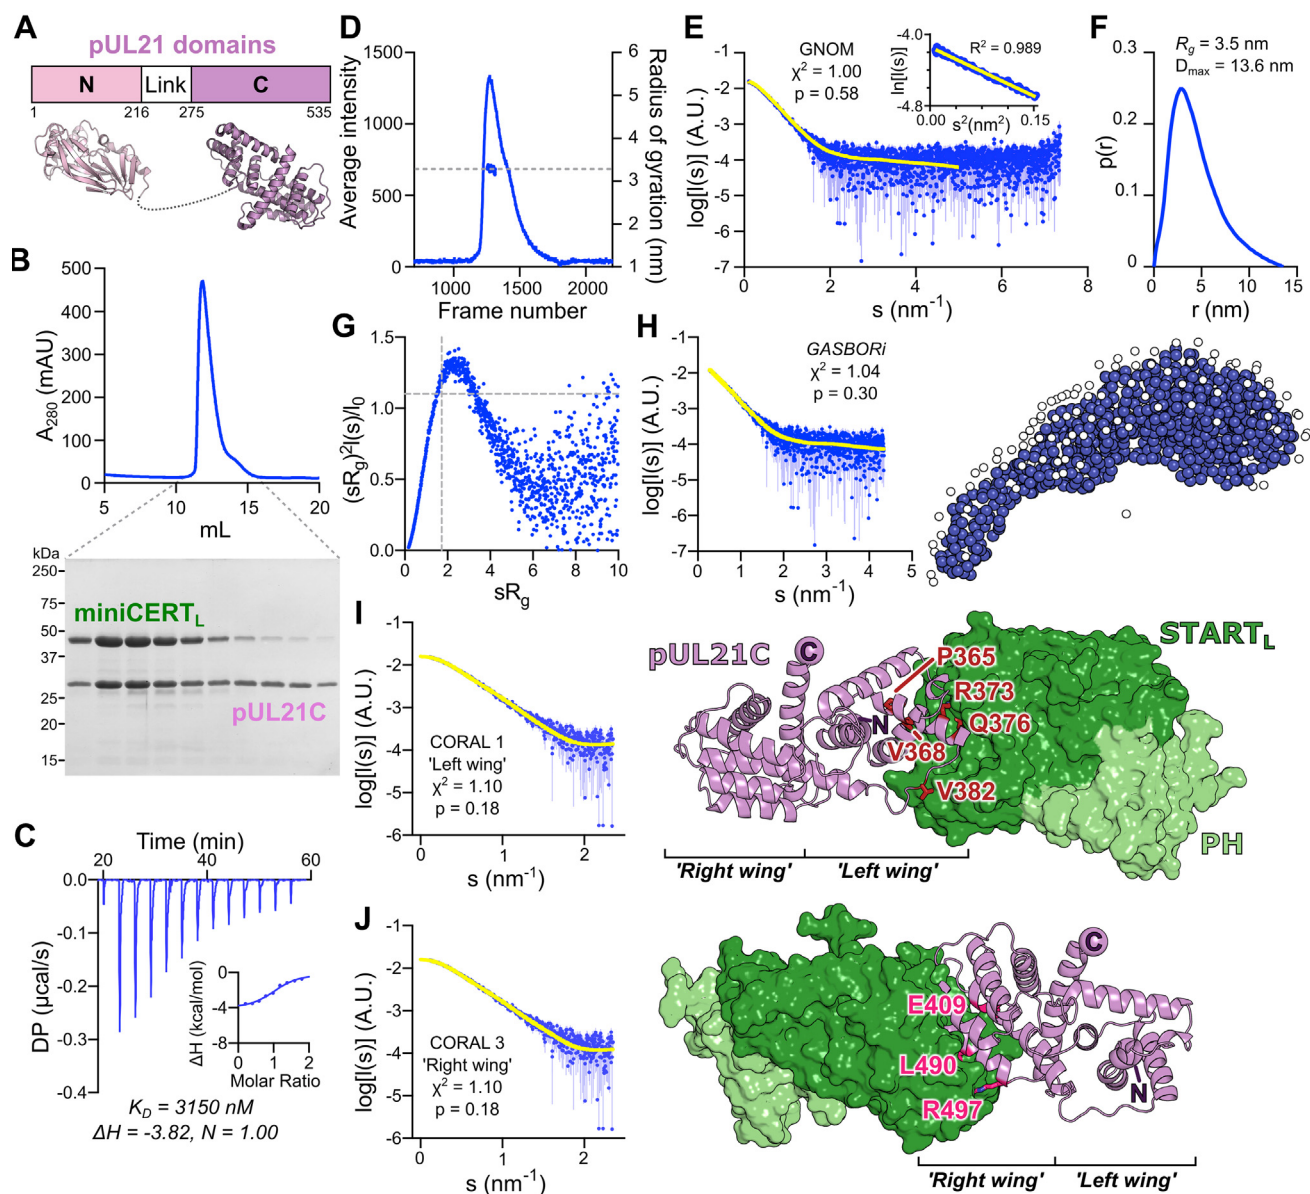 A
pUL21 domains
N
Link
C
1
216
275
535
B
500
400
300
200
100
0
A280 (mAU)
5
10
15
20
mL
kDa
250
75
50
37
25
20
15
miniCERTL
pUL21C
C
Time (min)
20
40
60
0.0
-0.1
-0.2
-0.3
-0.4
DP (µcal/s)
0
-4
-8
ΔH (kcal/mol)
0
1
2
Molar Ratio
KD = 3150 nM
ΔH = -3.82, N = 1.00
D
1500
1000
500
0
Average intensity
6
5
4
3
2
1
Radius of gyration (nm)
1000
1500
2000
Frame number
E
-1
-2
-3
-4
-5
-6
-7
log[I(s)] (A.U.)
GNOM
χ² = 1.00
p = 0.58
-4.0
-4.8
ln[I(s)]
R² = 0.989
0.00
0.15
s²(nm²)
0
2
4
6
8
s (nm⁻¹)
F
0.3
0.2
0.1
0
p(r)
Rg = 3.5 nm
Dmax = 13.6 nm
0
5
10
15
r (nm)
G
1.5
1.0
0.5
0.0
(sRg)²I(s)/I0
0
2
4
6
8
10
sRg
H
-1
-2
-3
-4
-5
-6
-7
log[I(s)] (A.U.)
GASBORi
χ² = 1.04
p = 0.30
0
1
2
3
4
5
s (nm⁻¹)
I
-1
-2
-3
-4
-5
-6
log[I(s)] (A.U.)
CORAL 1
'Left wing'
χ² = 1.10
p = 0.18
0
1
2
s (nm⁻¹)
pUL21C
C
N
P365
R373
Q376
V368
V382
STARTL
PH
'Right wing'
'Left wing'
J
-1
-2
-3
-4
-5
-6
log[I(s)] (A.U.)
CORAL 3
'Right wing'
χ² = 1.10
p = 0.18
0
1
2
s (nm⁻¹)
C
E409
L490
R497
N
'Right wing'
'Left wing'